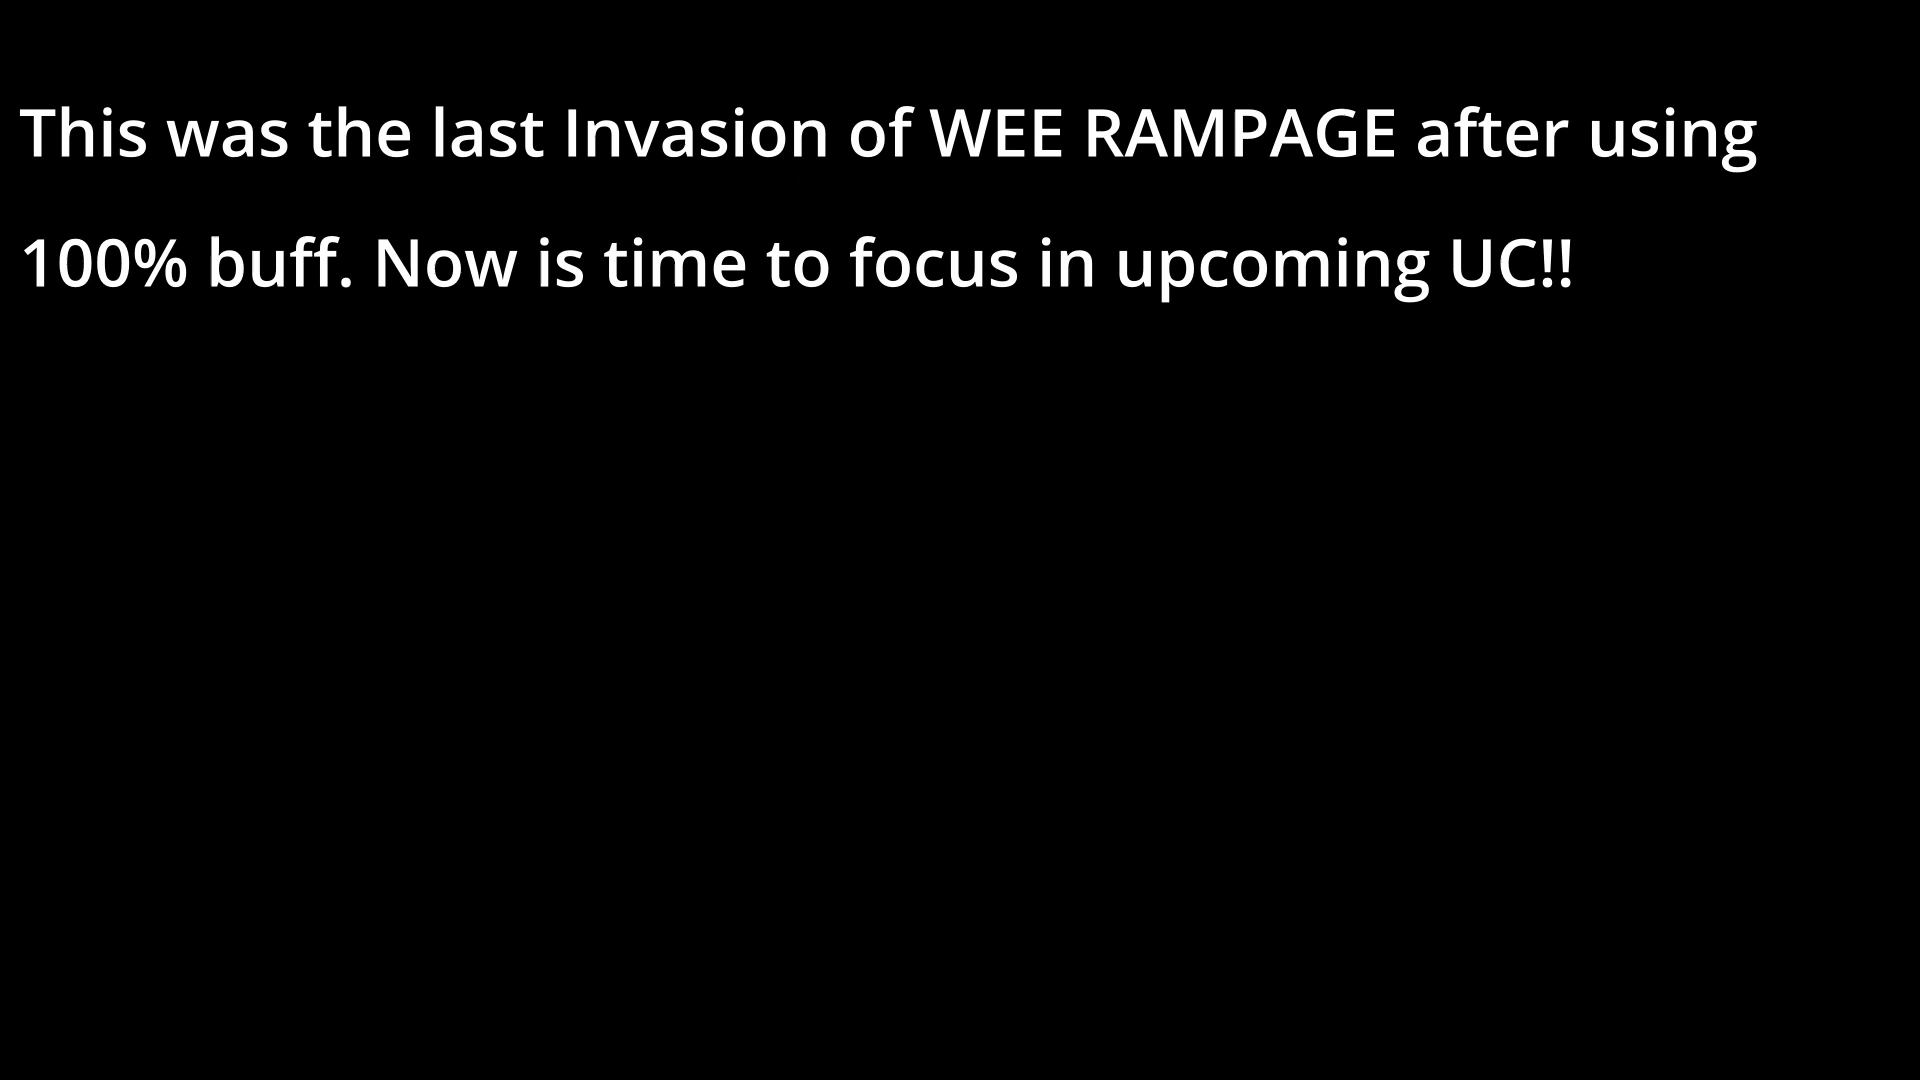 This was the last Invasion of WEE RAMPAGE after using
100% buff. Now is time to focus in upcoming UC!!